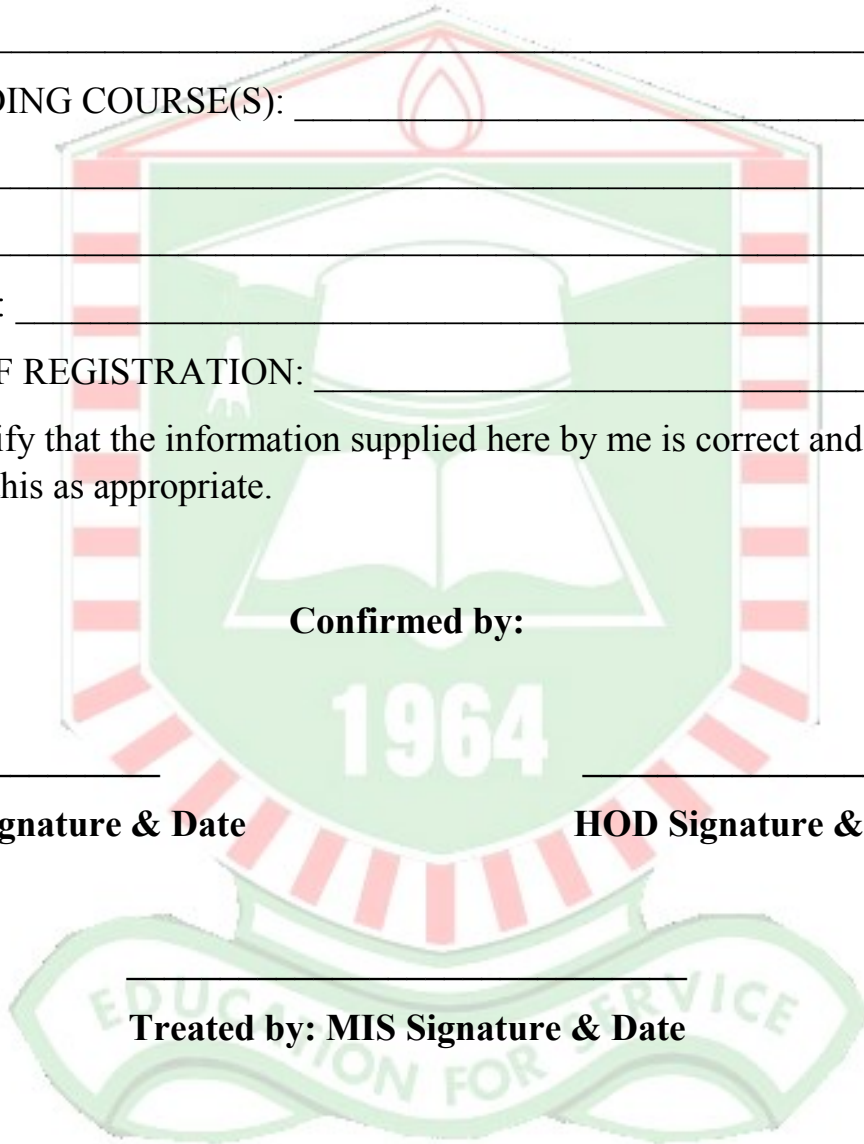 DING COURSE(S):
:
F REGISTRATION:
ify that the information supplied here by me is correct and
his as appropriate.
Confirmed by:
1964
gnature & Date
HOD Signature &
EDUCATION FOR SERVICE
Treated by: MIS Signature & Date